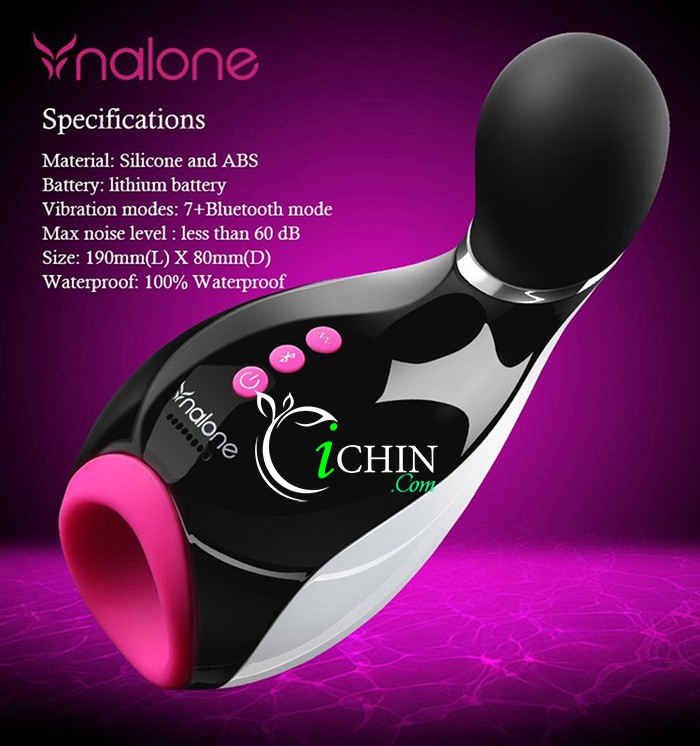 nalone
Specifications
Material: Silicone and ABS
Battery: lithium battery
Vibration modes: 7+Bluetooth mode
Max noise level : less than 60 dB
Size: 190mm(L) X 80mm(D)
Waterproof: 100% Waterproof
nalone
iCHIN
.Com